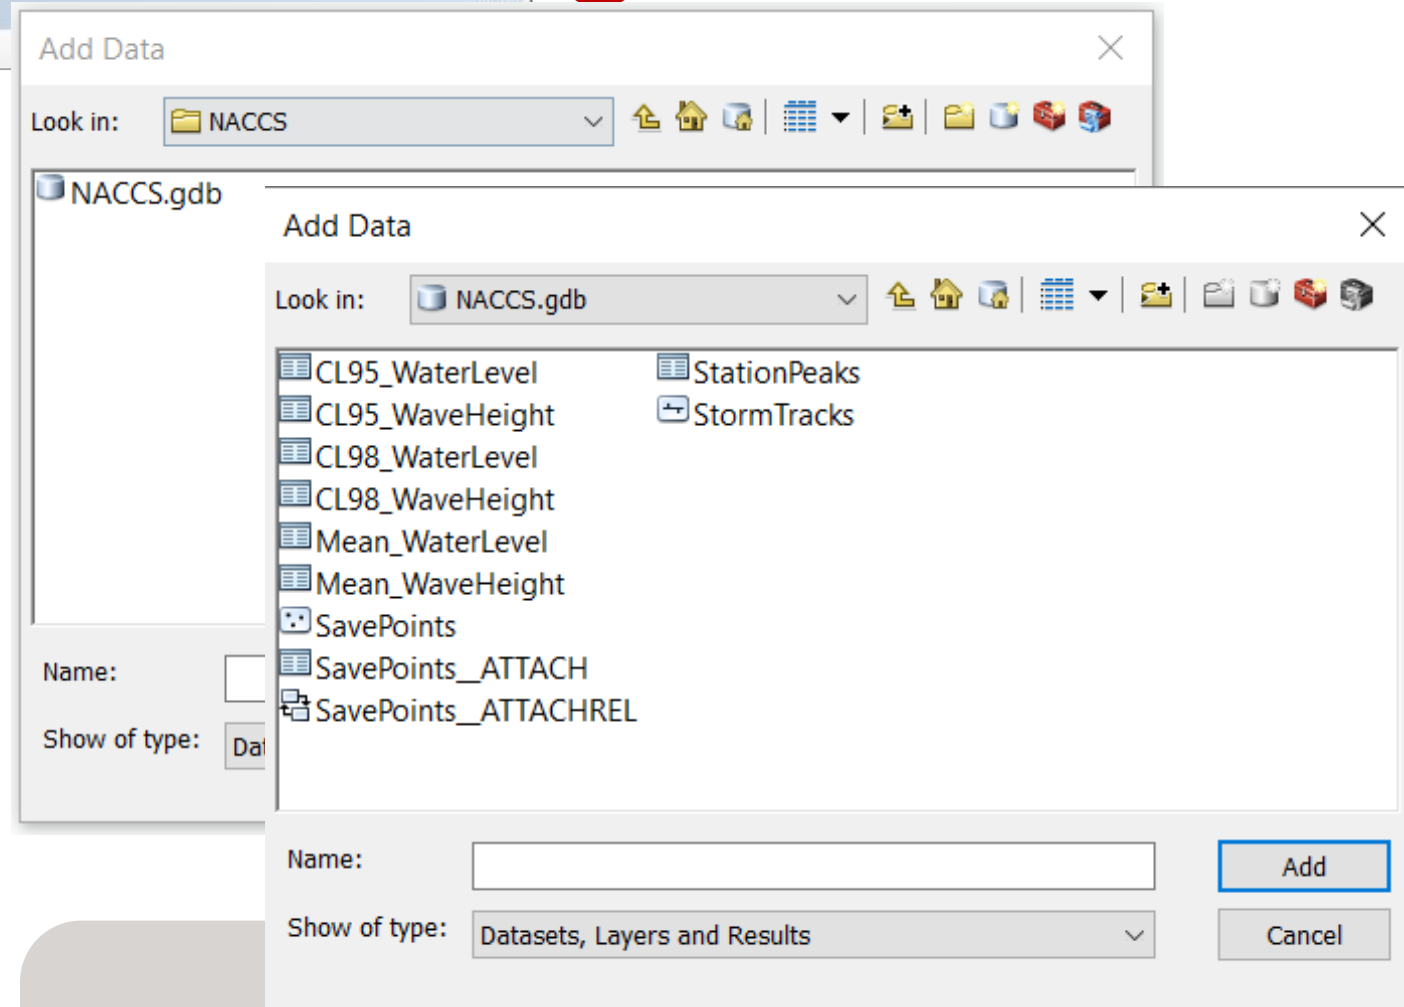 Add Data
Look in: NACCS
NACCS.gdb
Name:
Show of type: Dat
Add Data
Look in: NACCS.gdb
CL95_WaterLevel
CL95_WaveHeight
CL98_WaterLevel
CL98_WaveHeight
Mean_WaterLevel
Mean_WaveHeight
SavePoints
SavePoints__ATTACH
SavePoints__ATTACHREL
StationPeaks
StormTracks
Name:
Add
Show of type: Datasets, Layers and Results
Cancel